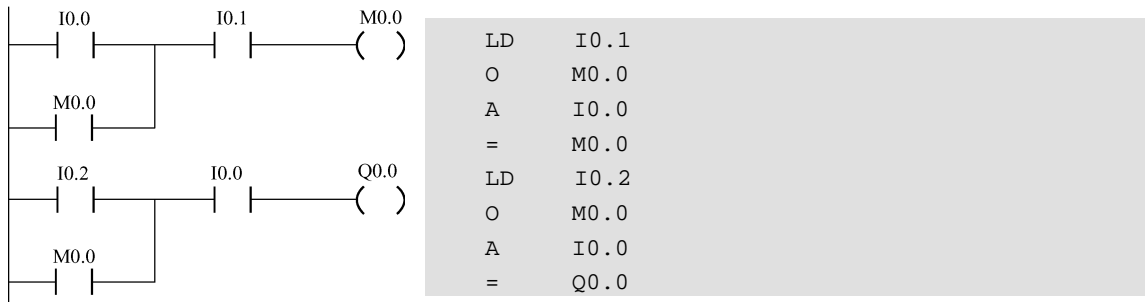 I0.0 I0.1 M0.0
M0.0
I0.2 I0.0 Q0.0
M0.0
LD I0.1
O M0.0
A I0.0
= M0.0
LD I0.2
O M0.0
A I0.0
= Q0.0